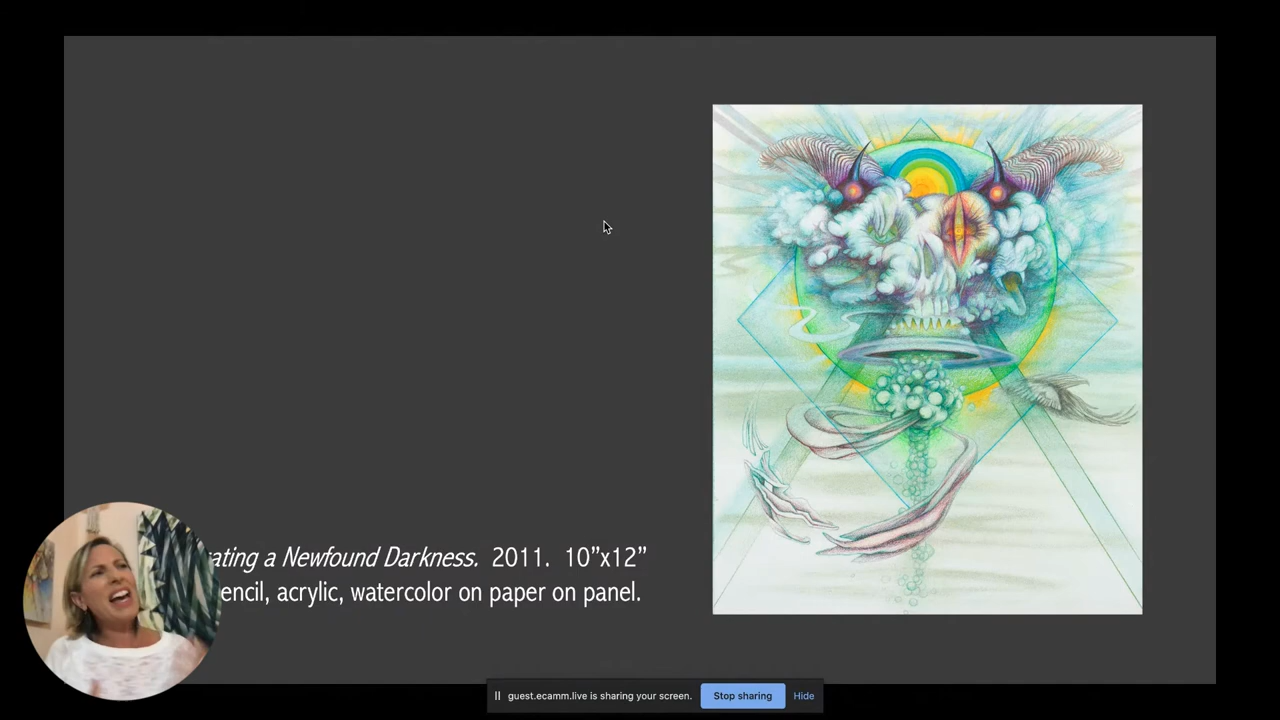 ating a Newfound Darkness. 2011. 10”x12”
encil, acrylic, watercolor on paper on panel.
guest.ecamm.live is sharing your screen. Stop sharing Hide